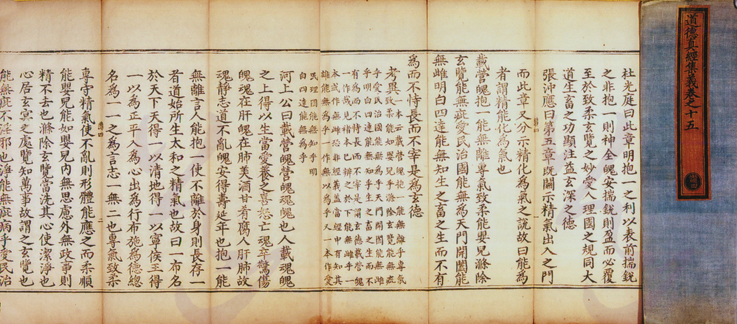 道德真經集義卷之十五
杜光庭曰此章明抱一之利以表前揣銳
之非抱一則神全魄安揣銳則盈而必覆
至於致柔玄覽之妙愛人理國之規同大
道生畜之功顯注益玄深之德
張沖應曰第五章既闢示精氣出入之門
而此章又分示精化為氣之說故曰能為
者謂精能化為氣也
載營魄抱一能無離乎專氣致柔能嬰兒滌除
玄覽能無疵愛民治國能無為天門開闔能
無雌明白四達能無知生之畜之生而不有
為而不恃長而不宰是為玄德
考異
河上公曰載營魄營魄魂魄也人載魂魄
之上得以生當愛養之喜怒亡魂卒驚傷
魄魂在肝魄在肺美酒甘肴腐人肝肺故
魂靜志道不亂魄安得壽延年也抱一能
無離言人能抱一使不離於身則長存一
者道始所生太和之精氣也故曰一布名
於天下天得一以清地得一以寧侯王得
一以為正平入為心出為行布施為德總
名為一一之為言志一無二也專氣致柔
專守精氣使不亂則形體能應之而柔順
能嬰兒能如嬰兒內無思慮外無政事則
精不去也滌除玄覽當洗其心使潔淨也
心居玄冥之處覽知萬事故謂之玄覽也
能無疵不淫邪也淮能無疵病乎愛民治